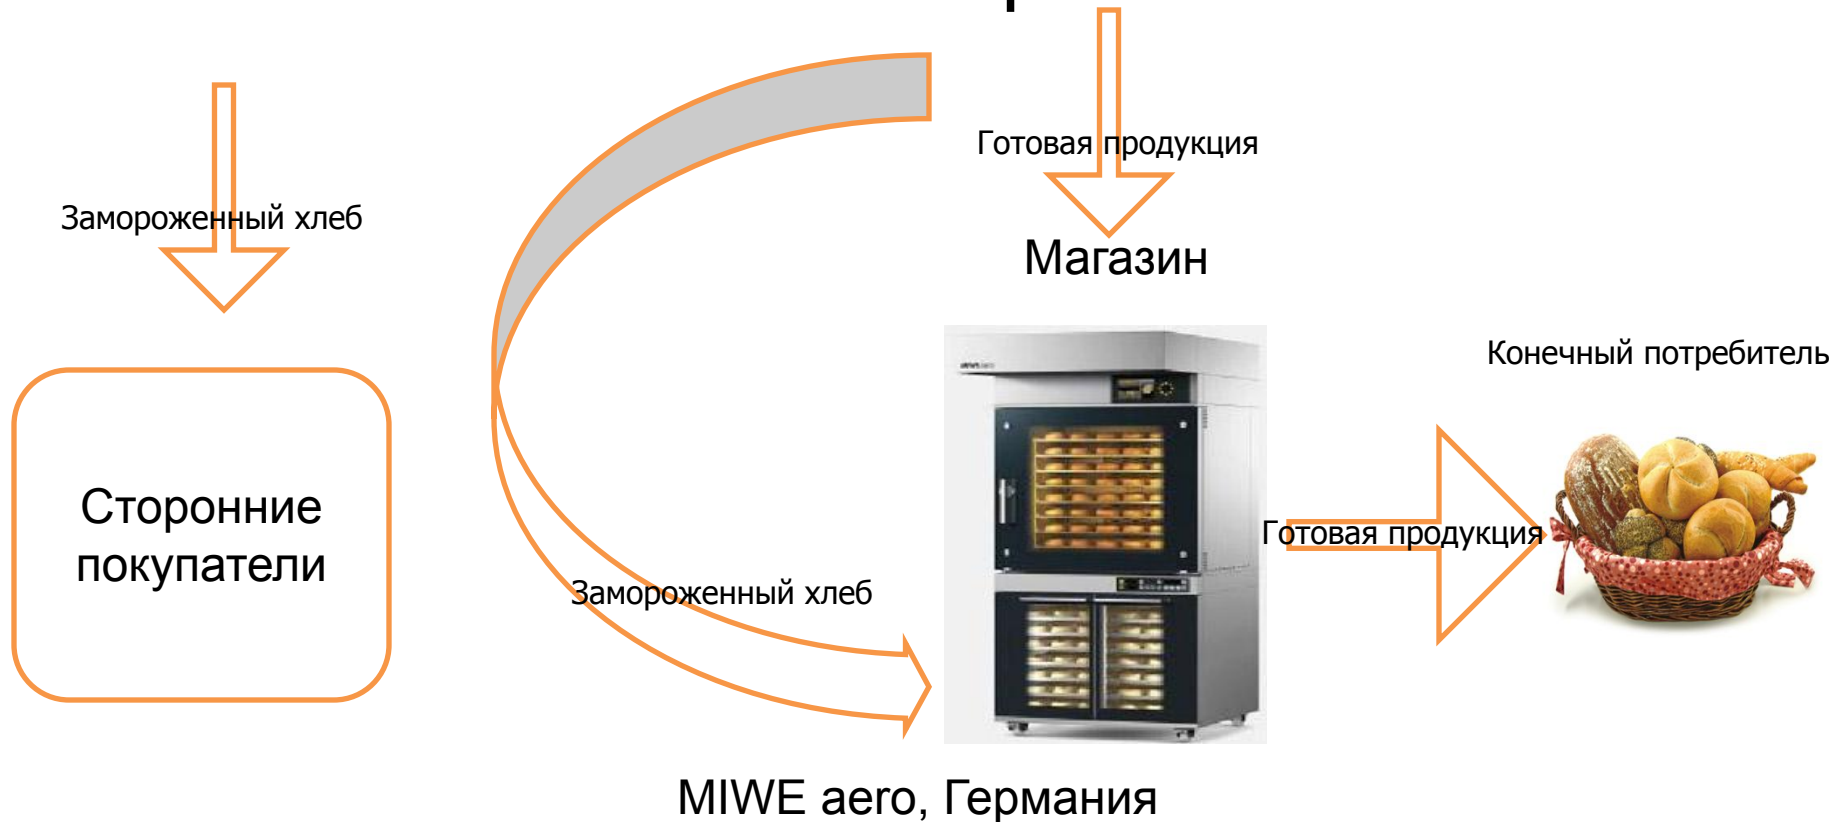 Готовая продукция
Замороженный хлеб
Магазин
Конечный потребитель
Сторонние
покупатели
Готовая продукция
Замороженный хлеб
MIWE aero, Германия